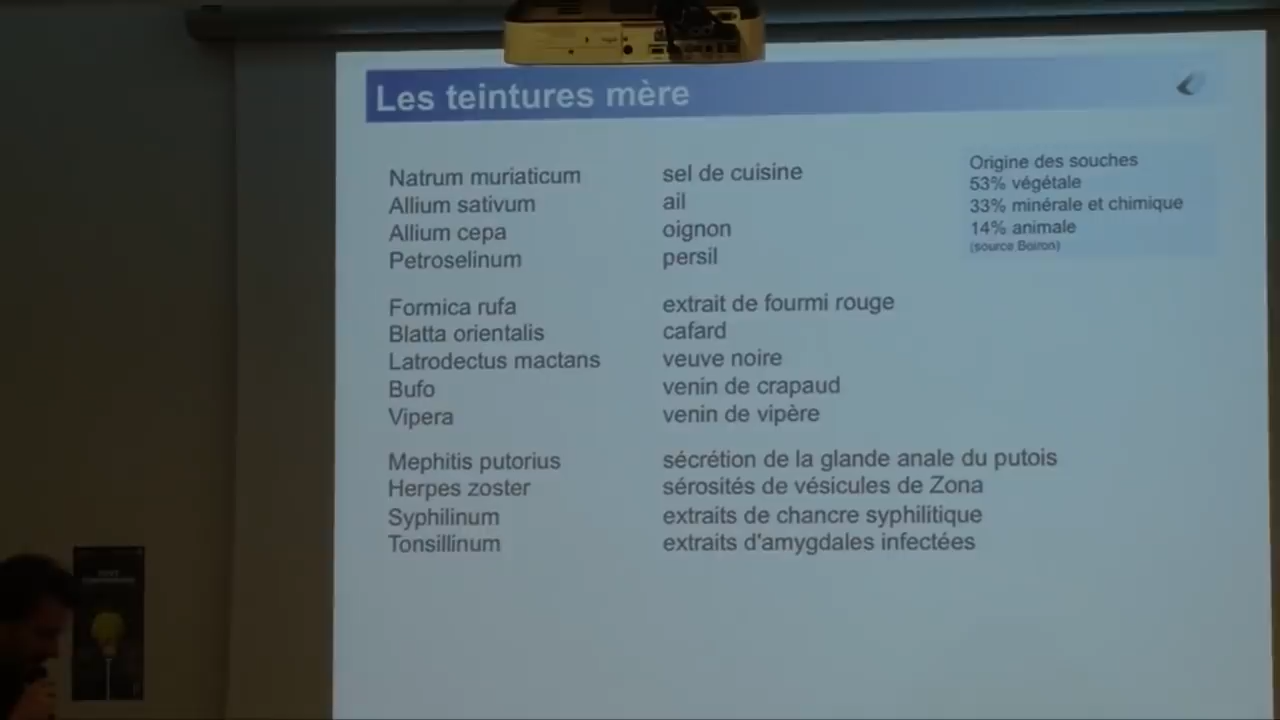 Les teintures mère
Natrum muriaticum sel de cuisine
Allium sativum ail
Allium cepa oignon
Petroselinum persil
Formica rufa extrait de fourmi rouge
Blatta orientalis cafard
Latrodectus mactans veuve noire
Bufo venin de crapaud
Vipera venin de vipère
Mephitis putorius sécrétion de la glande anale du putois
Herpes zoster sérosités de vésicules de Zona
Syphilinum extraits de chancre syphilitique
Tonsillinum extraits d'amygdales infectées
Origine des souches
53% végétale
33% minérale et chimique
14% animale
(source Boiron)